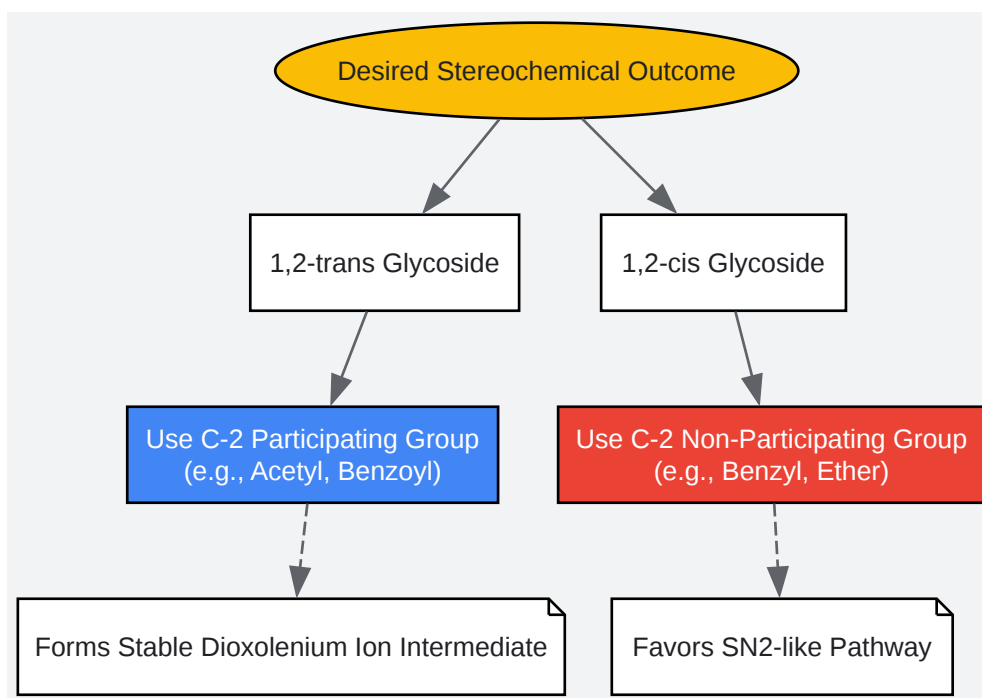 Desired Stereochemical Outcome
1,2-trans Glycoside
1,2-cis Glycoside
Use C-2 Participating Group
(e.g., Acetyl, Benzoyl)
Use C-2 Non-Participating Group
(e.g., Benzyl, Ether)
Forms Stable Dioxolenium Ion Intermediate
Favors SN2-like Pathway